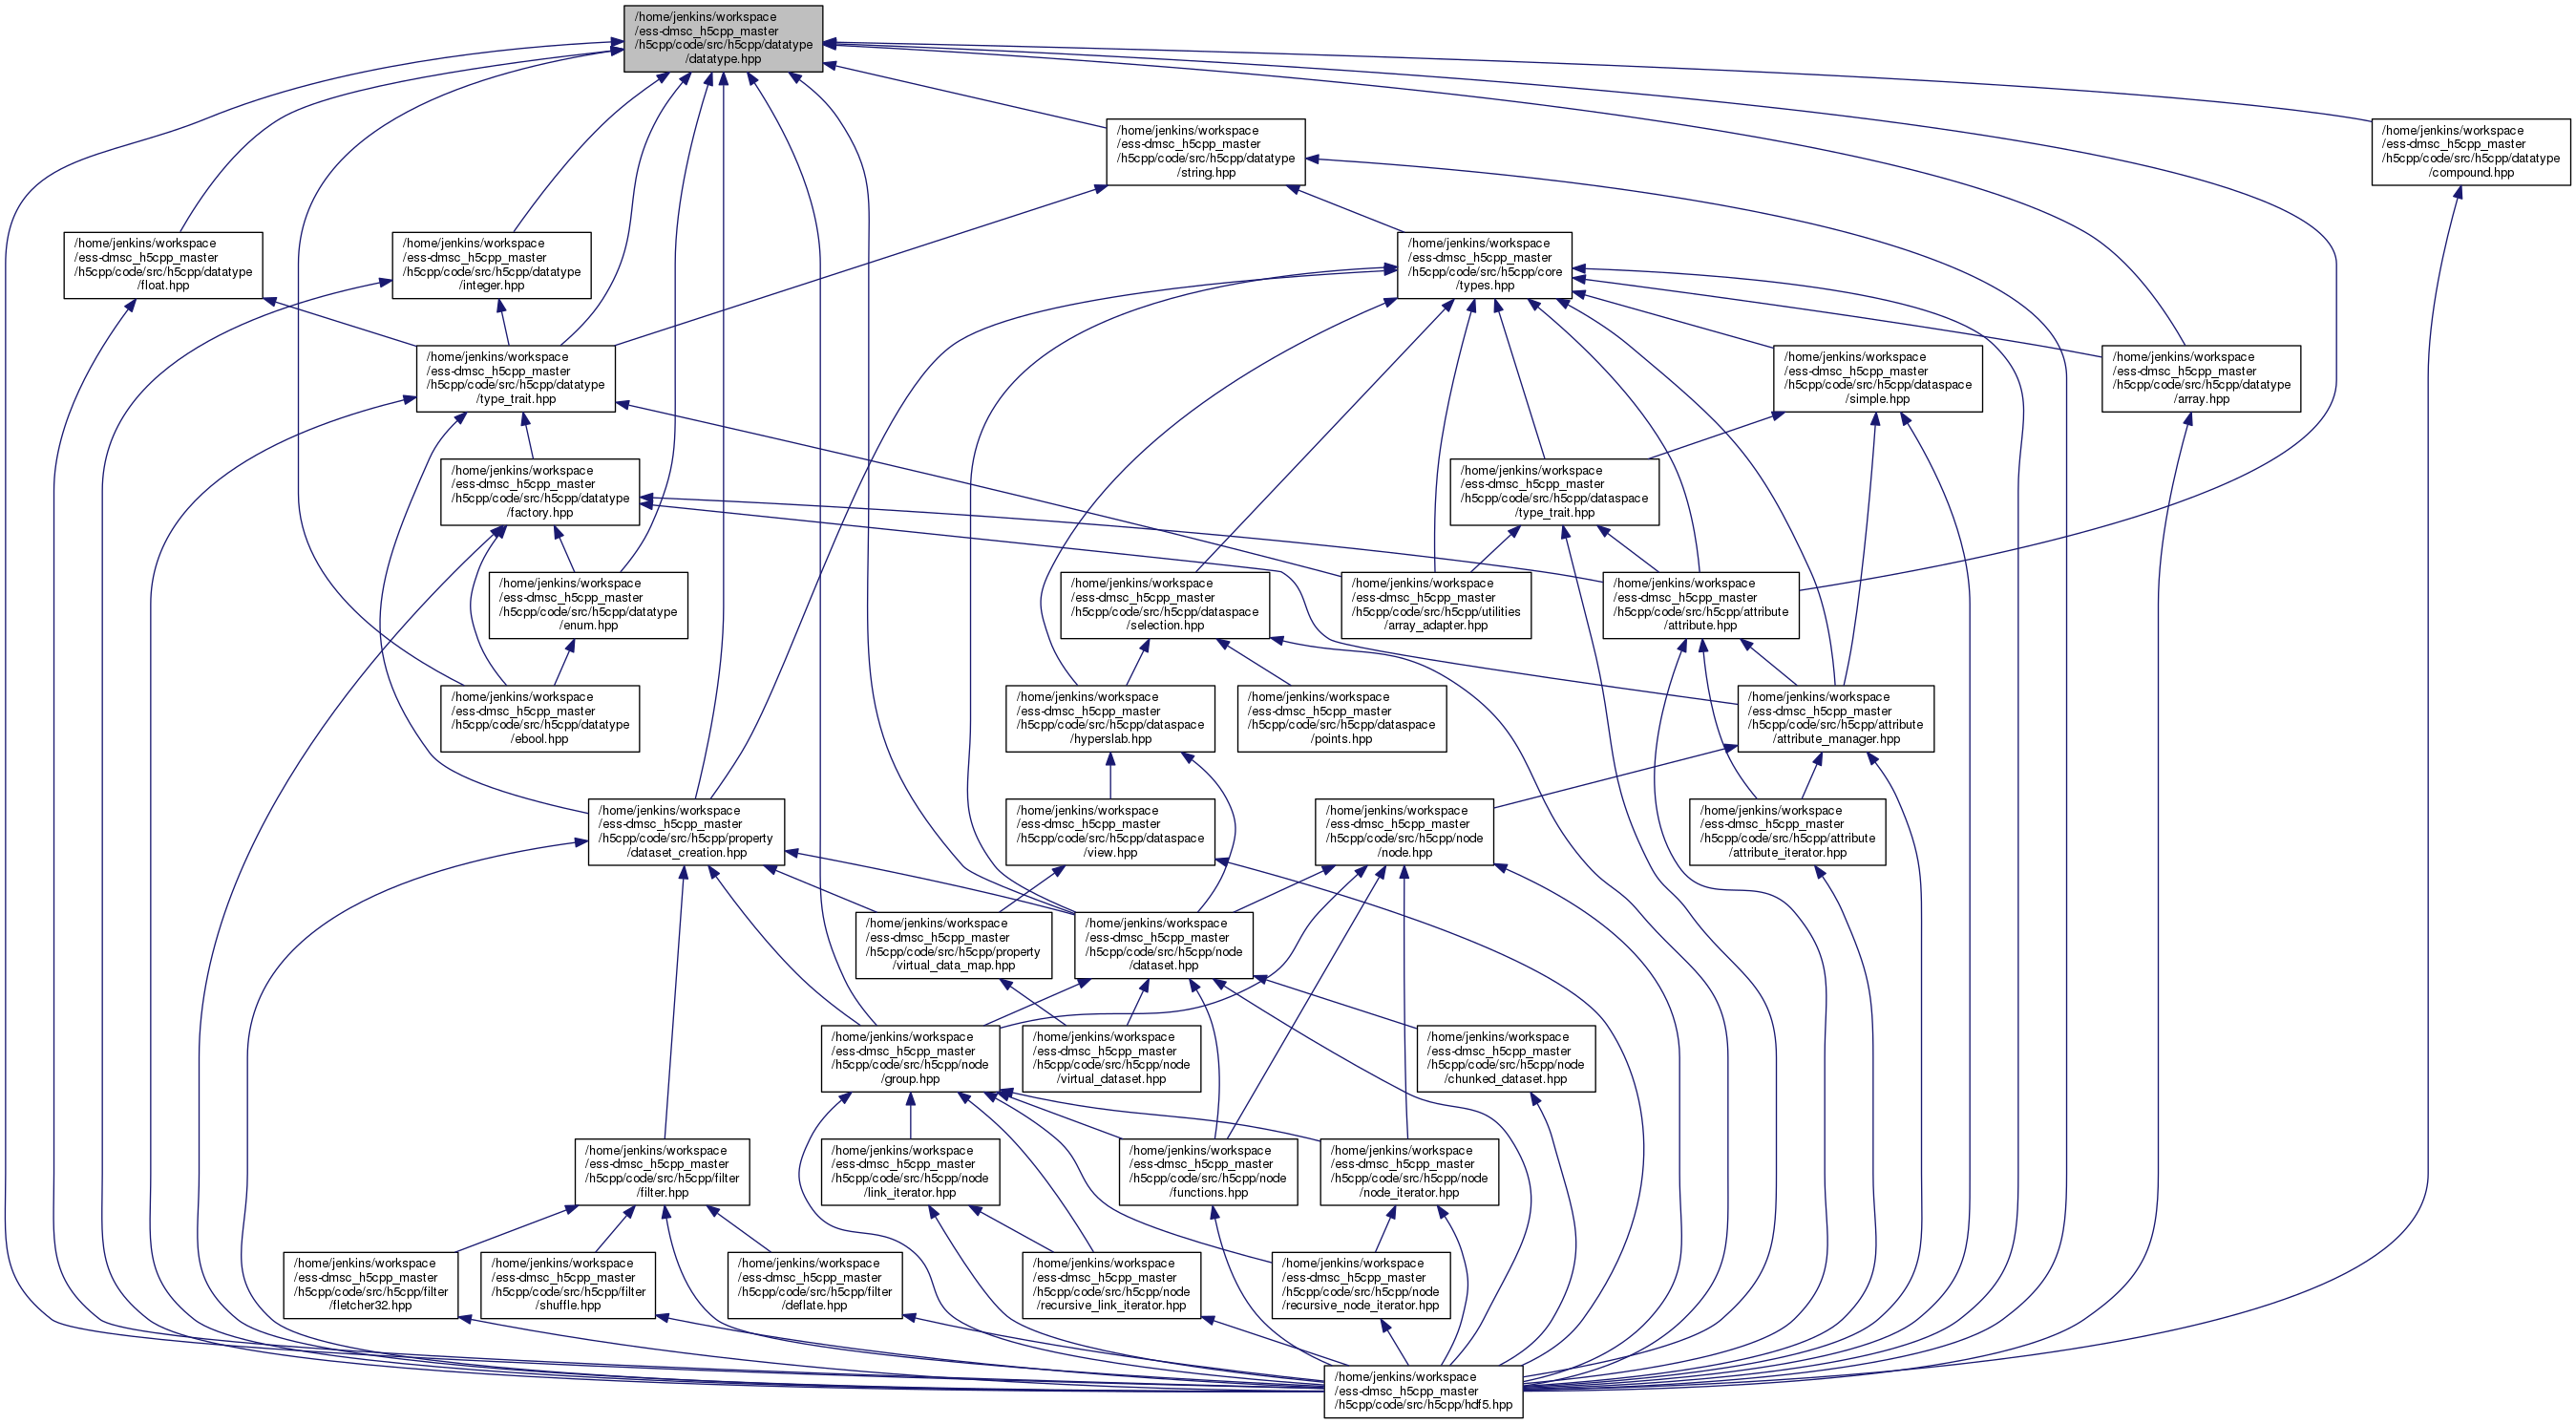 /home/jenkins/workspace
/ess-dmsc_h5cpp_master
/h5cpp/code/src/h5cpp/datatype
/datatype.hpp
/home/jenkins/workspace
/ess-dmsc_h5cpp_master
/h5cpp/code/src/h5cpp/datatype
/string.hpp
/home/jenkins/workspace
/ess-dmsc_h5cpp_master
/h5cpp/code/src/h5cpp/datatype
/compound.hpp
/home/jenkins/workspace
/ess-dmsc_h5cpp_master
/h5cpp/code/src/h5cpp/datatype
/float.hpp
/home/jenkins/workspace
/ess-dmsc_h5cpp_master
/h5cpp/code/src/h5cpp/datatype
/integer.hpp
/home/jenkins/workspace
/ess-dmsc_h5cpp_master
/h5cpp/code/src/h5cpp/core
/types.hpp
/home/jenkins/workspace
/ess-dmsc_h5cpp_master
/h5cpp/code/src/h5cpp/datatype
/type_trait.hpp
/home/jenkins/workspace
/ess-dmsc_h5cpp_master
/h5cpp/code/src/h5cpp/dataspace
/simple.hpp
/home/jenkins/workspace
/ess-dmsc_h5cpp_master
/h5cpp/code/src/h5cpp/datatype
/array.hpp
/home/jenkins/workspace
/ess-dmsc_h5cpp_master
/h5cpp/code/src/h5cpp/datatype
/factory.hpp
/home/jenkins/workspace
/ess-dmsc_h5cpp_master
/h5cpp/code/src/h5cpp/dataspace
/type_trait.hpp
/home/jenkins/workspace
/ess-dmsc_h5cpp_master
/h5cpp/code/src/h5cpp/datatype
/enum.hpp
/home/jenkins/workspace
/ess-dmsc_h5cpp_master
/h5cpp/code/src/h5cpp/dataspace
/selection.hpp
/home/jenkins/workspace
/ess-dmsc_h5cpp_master
/h5cpp/code/src/h5cpp/utilities
/array_adapter.hpp
/home/jenkins/workspace
/ess-dmsc_h5cpp_master
/h5cpp/code/src/h5cpp/attribute
/attribute.hpp
/home/jenkins/workspace
/ess-dmsc_h5cpp_master
/h5cpp/code/src/h5cpp/datatype
/ebool.hpp
/home/jenkins/workspace
/ess-dmsc_h5cpp_master
/h5cpp/code/src/h5cpp/dataspace
/hyperslab.hpp
/home/jenkins/workspace
/ess-dmsc_h5cpp_master
/h5cpp/code/src/h5cpp/dataspace
/points.hpp
/home/jenkins/workspace
/ess-dmsc_h5cpp_master
/h5cpp/code/src/h5cpp/attribute
/attribute_manager.hpp
/home/jenkins/workspace
/ess-dmsc_h5cpp_master
/h5cpp/code/src/h5cpp/property
/dataset_creation.hpp
/home/jenkins/workspace
/ess-dmsc_h5cpp_master
/h5cpp/code/src/h5cpp/dataspace
/view.hpp
/home/jenkins/workspace
/ess-dmsc_h5cpp_master
/h5cpp/code/src/h5cpp/node
/node.hpp
/home/jenkins/workspace
/ess-dmsc_h5cpp_master
/h5cpp/code/src/h5cpp/attribute
/attribute_iterator.hpp
/home/jenkins/workspace
/ess-dmsc_h5cpp_master
/h5cpp/code/src/h5cpp/property
/virtual_data_map.hpp
/home/jenkins/workspace
/ess-dmsc_h5cpp_master
/h5cpp/code/src/h5cpp/node
/dataset.hpp
/home/jenkins/workspace
/ess-dmsc_h5cpp_master
/h5cpp/code/src/h5cpp/node
/group.hpp
/home/jenkins/workspace
/ess-dmsc_h5cpp_master
/h5cpp/code/src/h5cpp/node
/virtual_dataset.hpp
/home/jenkins/workspace
/ess-dmsc_h5cpp_master
/h5cpp/code/src/h5cpp/node
/chunked_dataset.hpp
/home/jenkins/workspace
/ess-dmsc_h5cpp_master
/h5cpp/code/src/h5cpp/filter
/filter.hpp
/home/jenkins/workspace
/ess-dmsc_h5cpp_master
/h5cpp/code/src/h5cpp/node
/link_iterator.hpp
/home/jenkins/workspace
/ess-dmsc_h5cpp_master
/h5cpp/code/src/h5cpp/node
/functions.hpp
/home/jenkins/workspace
/ess-dmsc_h5cpp_master
/h5cpp/code/src/h5cpp/node
/node_iterator.hpp
/home/jenkins/workspace
/ess-dmsc_h5cpp_master
/h5cpp/code/src/h5cpp/filter
/fletcher32.hpp
/home/jenkins/workspace
/ess-dmsc_h5cpp_master
/h5cpp/code/src/h5cpp/filter
/shuffle.hpp
/home/jenkins/workspace
/ess-dmsc_h5cpp_master
/h5cpp/code/src/h5cpp/filter
/deflate.hpp
/home/jenkins/workspace
/ess-dmsc_h5cpp_master
/h5cpp/code/src/h5cpp/node
/recursive_link_iterator.hpp
/home/jenkins/workspace
/ess-dmsc_h5cpp_master
/h5cpp/code/src/h5cpp/node
/recursive_node_iterator.hpp
/home/jenkins/workspace
/ess-dmsc_h5cpp_master
/h5cpp/code/src/h5cpp/hdf5.hpp